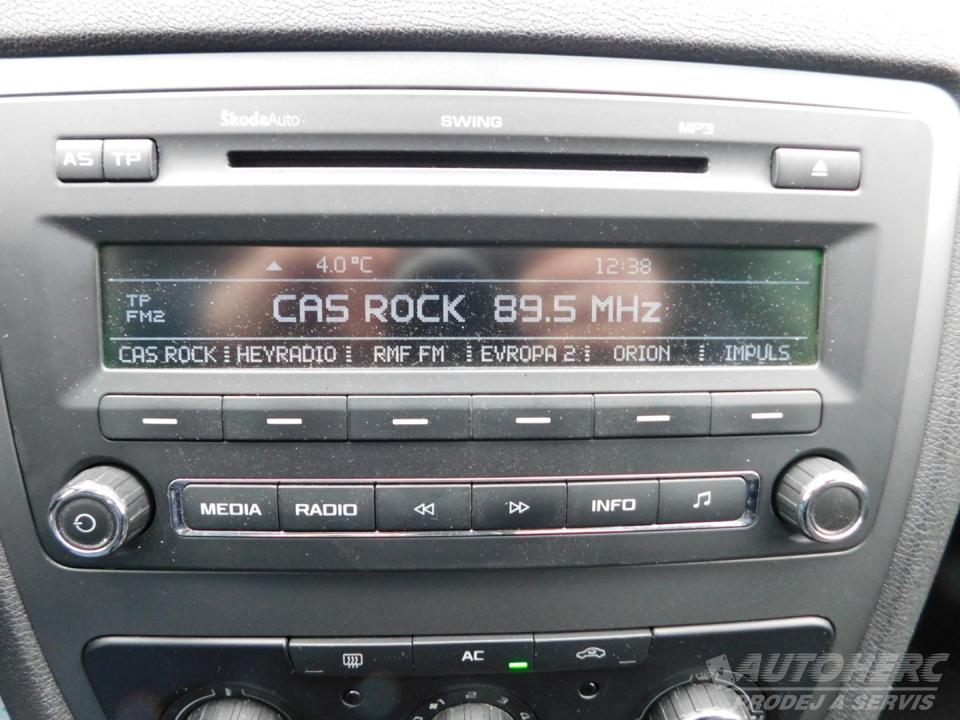 ŠkodaAuto SWING MP3
AS TP
4.0°C 12:38
TP
FM2
CAS ROCK 89.5 MHz
CAS ROCK HEYRADIO RMF FM EVROPA 2 ORION IMPULS
MEDIA RADIO INFO
AC
2
AUTOHERC
PRODEJ A SERVIS